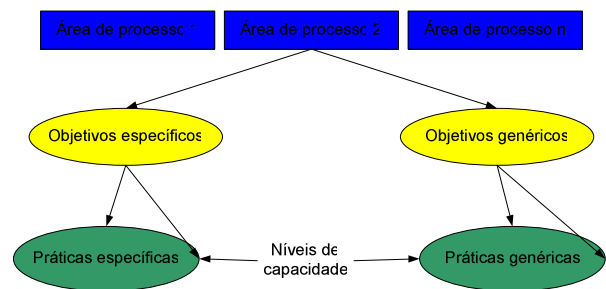 Área de processo 1
Área de processo 2
Área de processo n
Objetivos específicos
Objetivos genéricos
Práticas específicas
Níveis de
capacidade
Práticas genéricas